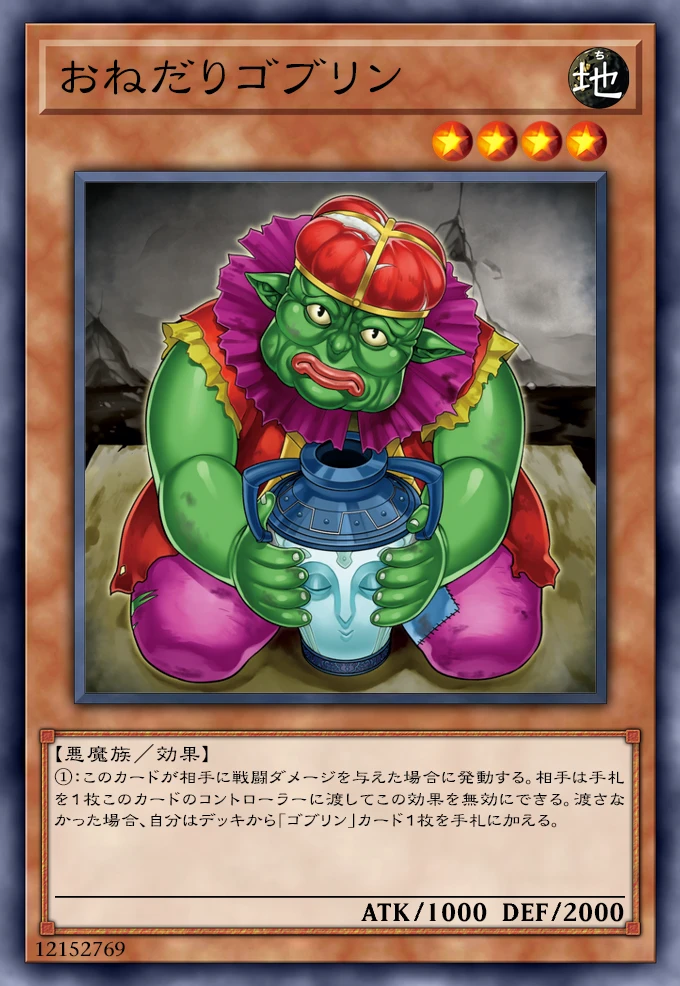 おねだりゴブリン
ち
地
【悪魔族／効果】
①：このカードが相手に戦闘ダメージを与えた場合に発動する。相手は手札
を１枚このカードのコントローラーに渡してこの効果を無効にできる。渡さな
かった場合、自分はデッキから「ゴブリン」カード１枚を手札に加える。
ATK/1000 DEF/2000
12152769